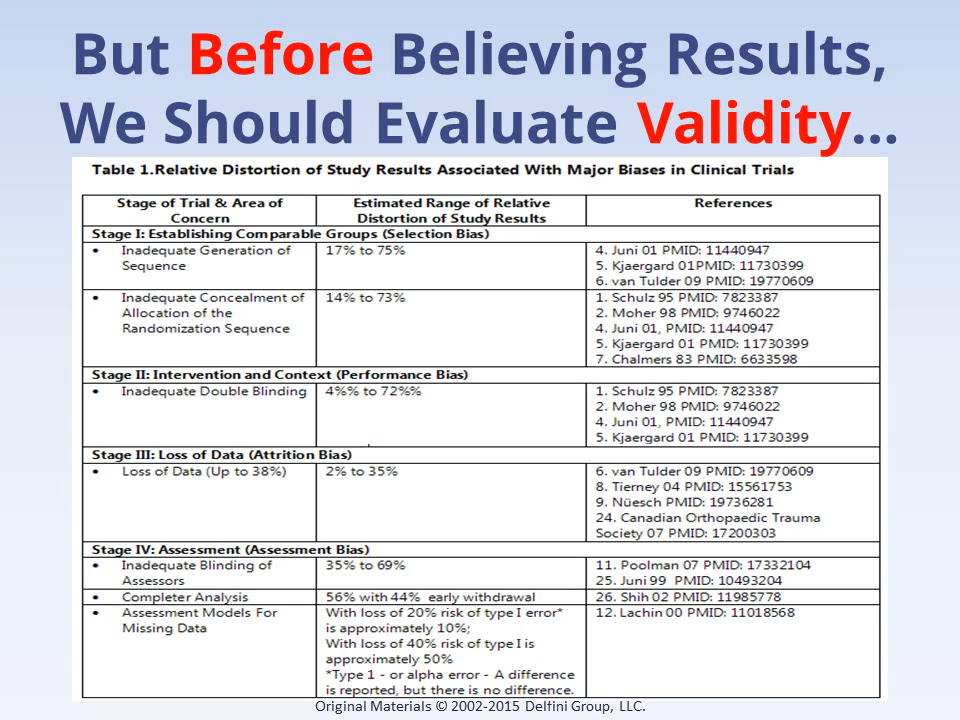 But Before Believing Results,
We Should Evaluate Validity...
Table 1.Relative Distortion of Study Results Associated With Major Biases in Clinical Trials
Stage of Trial & Area of
Concern
Estimated Range of Relative
Distortion of Study Results
References
Stage I: Establishing Comparable Groups (Selection Bias)
• Inadequate Generation of
Sequence
17% to 75%
4. Juni 01 PMID: 11440947
5. Kjaergard 01PMID: 11730399
6. van Tulder 09 PMID: 19770609
• Inadequate Concealment of
Allocation of the
Randomization Sequence
14% to 73%
1. Schulz 95 PMID: 7823387
2. Moher 98 PMID: 9746022
4. Juni 01, PMID: 11440947
5. Kjaergard 01 PMID: 11730399
7. Chalmers 83 PMID: 6633598
Stage II: Intervention and Context (Performance Bias)
• Inadequate Double Blinding
4%% to 72%%
1. Schulz 95 PMID: 7823387
2. Moher 98 PMID: 9746022
4. Juni 01, PMID: 11440947
5. Kjaergard 01 PMID: 11730399
Stage III: Loss of Data (Attrition Bias)
• Loss of Data (Up to 38%)
2% to 35%
6. van Tulder 09 PMID: 19770609
8. Tierney 04 PMID: 15561753
9. Nüesch PMID: 19736281
24. Canadian Orthopaedic Trauma
Society 07 PMID: 17200303
Stage IV: Assessment (Assessment Bias)
• Inadequate Blinding of
Assessors
35% to 69%
11. Poolman 07 PMID: 17332104
25. Juni 99 PMID: 10493204
• Completer Analysis
56% with 44% early withdrawal
26. Shih 02 PMID: 11985778
• Assessment Models For
Missing Data
With loss of 20% risk of type I error*
is approximately 10%;
With loss of 40% risk of type I is
approximately 50%
*Type 1 - or alpha error - A difference
is reported, but there is no difference.
12. Lachin 00 PMID: 11018568
Original Materials © 2002-2015 Delfini Group, LLC.